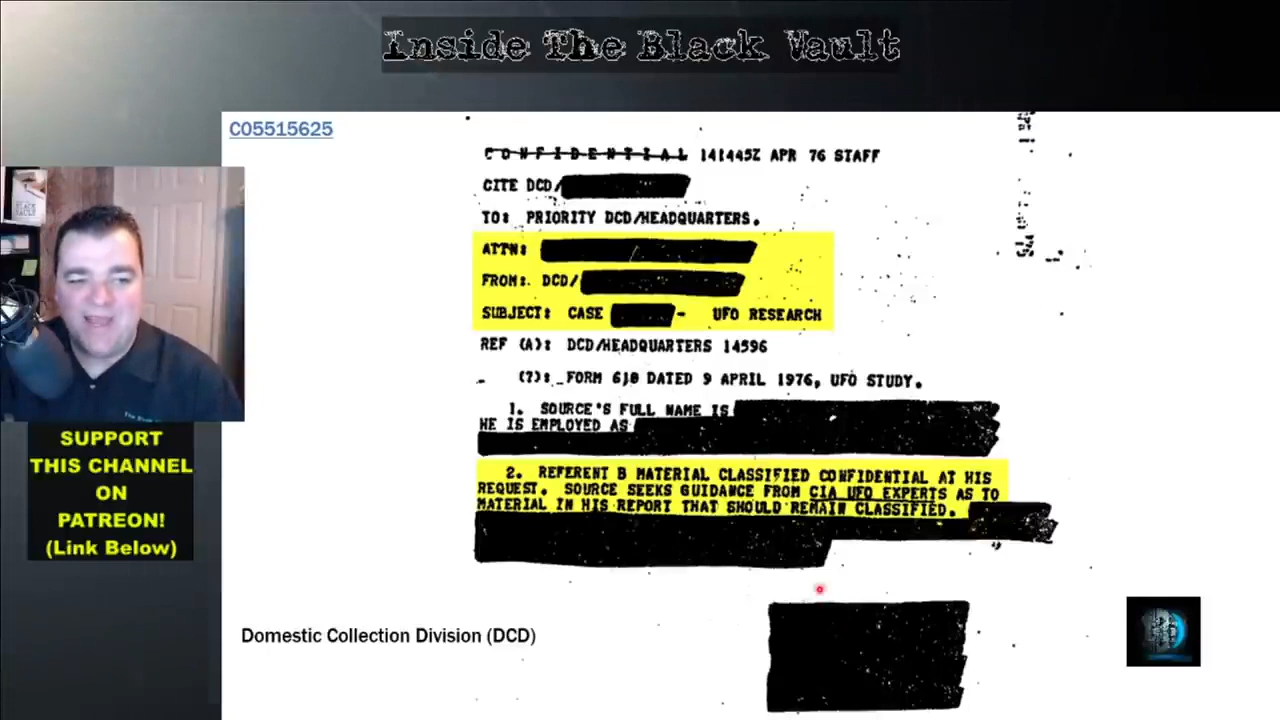 Inside The Black Vault
C05515625
CONFIDENTIAL 141445Z APR 76 STAFF
CITE DCD/
TO: PRIORITY DCD/HEADQUARTERS.
ATTN:
FROM: DCD/
SUBJECT: CASE - UFO RESEARCH
REF (A): DCD/HEADQUARTERS 14596
(?): FORM 610 DATED 9 APRIL 1976, UFO STUDY.
1. SOURCE'S FULL NAME IS
HE IS EMPLOYED AS
2. REFERENT B MATERIAL CLASSIFIED CONFIDENTIAL AT HIS
REQUEST. SOURCE SEEKS GUIDANCE FROM CIA UFO EXPERTS AS TO
MATERIAL IN HIS REPORT THAT SHOULD REMAIN CLASSIFIED.
SUPPORT
THIS CHANNEL
ON
PATREON!
(Link Below)
Domestic Collection Division (DCD)